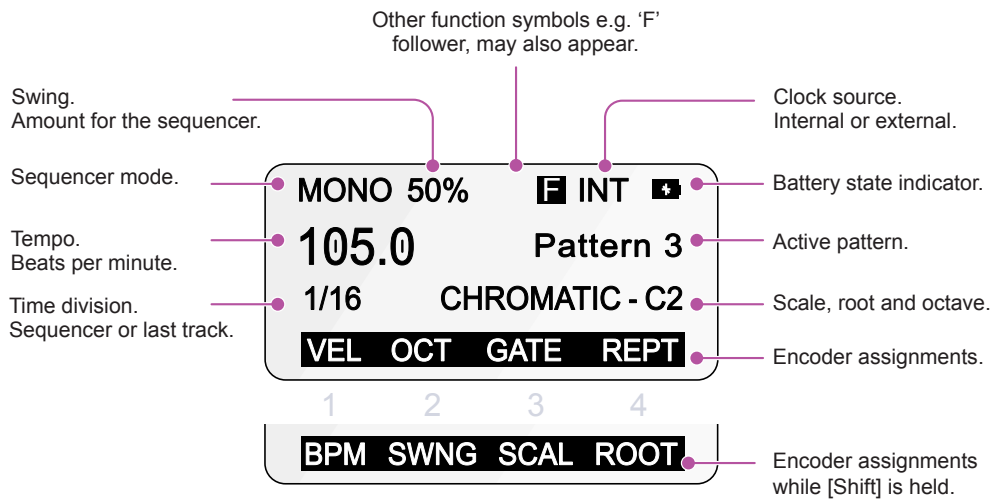 Other function symbols e.g. ‘F’
follower, may also appear.
Swing.
Amount for the sequencer.
Clock source.
Internal or external.
Sequencer mode.
MONO 50% F INT
Battery state indicator.
Tempo.
Beats per minute.
105.0 Pattern 3
Active pattern.
Time division.
Sequencer or last track.
1/16 CHROMATIC - C2
Scale, root and octave.
VEL OCT GATE REPT
Encoder assignments.
1 2 3 4
BPM SWNG SCAL ROOT
Encoder assignments
while [Shift] is held.